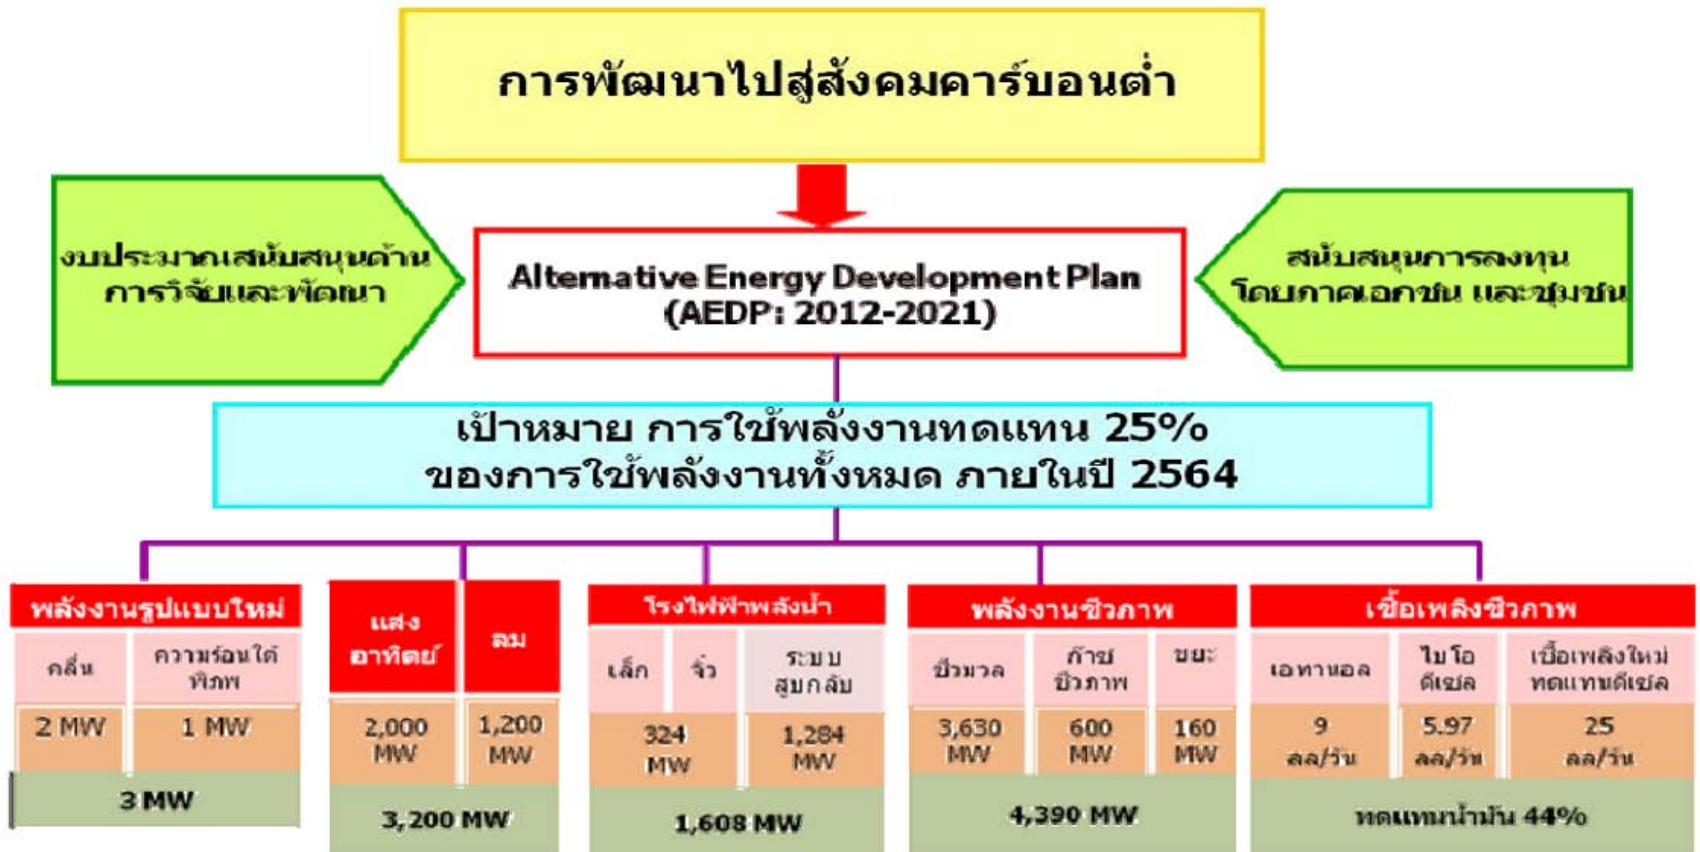 การพัฒนาไปสู่สังคมคาร์บอนต่ำ
งบประมาณสนับสนุนด้าน
การวิจัยและพัฒนา
Alternative Energy Development Plan
(AEDP: 2012-2021)
สนับสนุนการลงทุน
โดยภาคเอกชน และชุมชน
เป้าหมาย การใช้พลังงานทดแทน 25%
ของการใช้พลังงานทั้งหมด ภายในปี 2564
พลังงานรูปแบบใหม่
คลื่น
ความร้อนใต้
พิภพ
2 MW
1 MW
3 MW
แสง
อาทิตย์
ลม
2,000
MW
1,200
MW
3,200 MW
โรงไฟฟ้าพลังน้ำ
เล็ก
จิ๋ว
ระบบ
สูบกลับ
324
MW
1,284
MW
1,608 MW
พลังงานชีวภาพ
ชีวมวล
ก๊าซ
ชีวภาพ
ขยะ
3,630
MW
600
MW
160
MW
4,390 MW
เชื้อเพลิงชีวภาพ
เอทานอล
ไบโอ
ดีเซล
เชื้อเพลิงใหม่
ทดแทนดีเซล
9
ลล/วัน
5.97
ลล/วัน
25
ลล/วัน
ทดแทนน้ำมัน 44%